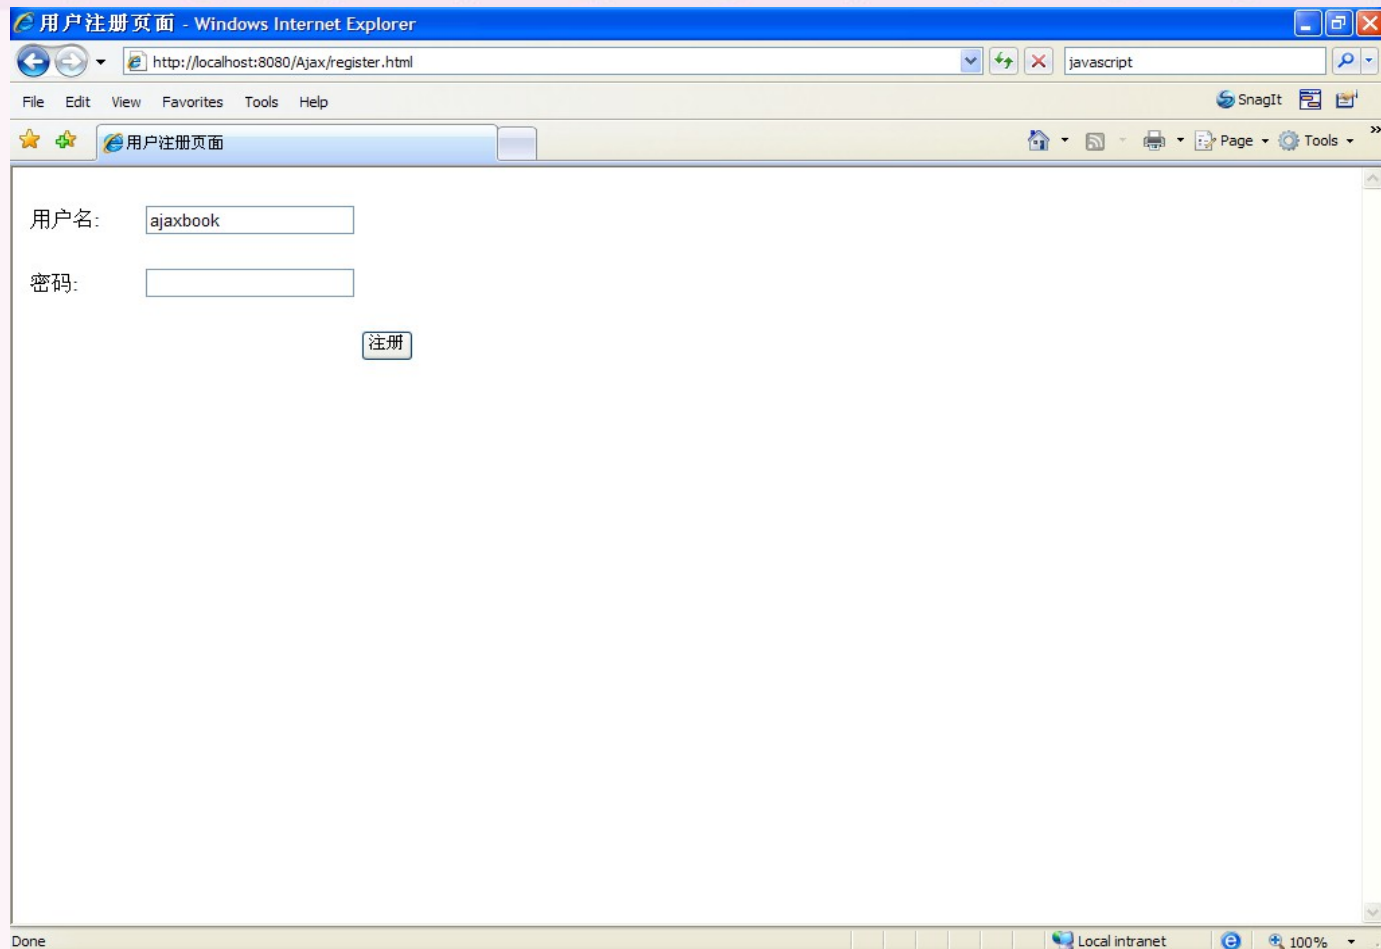 用户注册页面 - Windows Internet Explorer
http://localhost:8080/Ajax/register.html
javascript
File Edit View Favorites Tools Help
SnagIt
用户注册页面
Page Tools »
用户名:
ajaxbook
密码:
注册
Done
Local intranet
100%